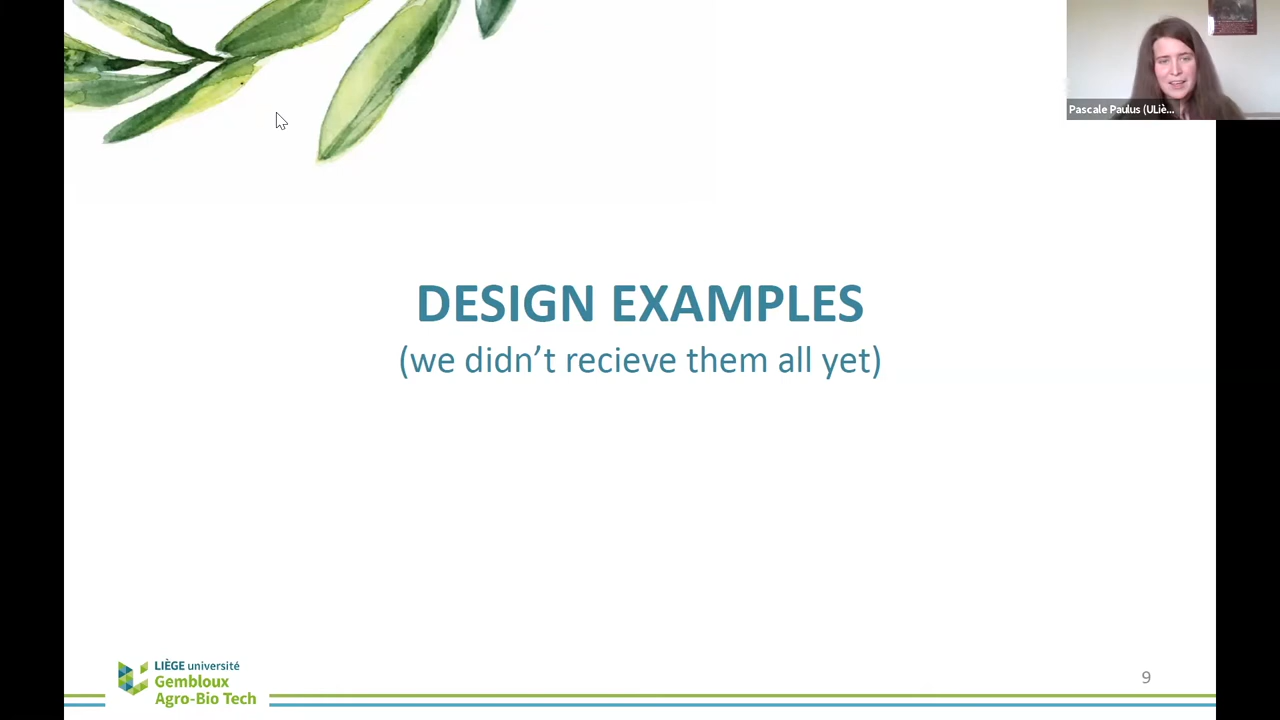 Pascale Paulus (ULiè...
DESIGN EXAMPLES
(we didn’t recieve them all yet)
LIÈGE université
Gembloux
Agro-Bio Tech
9